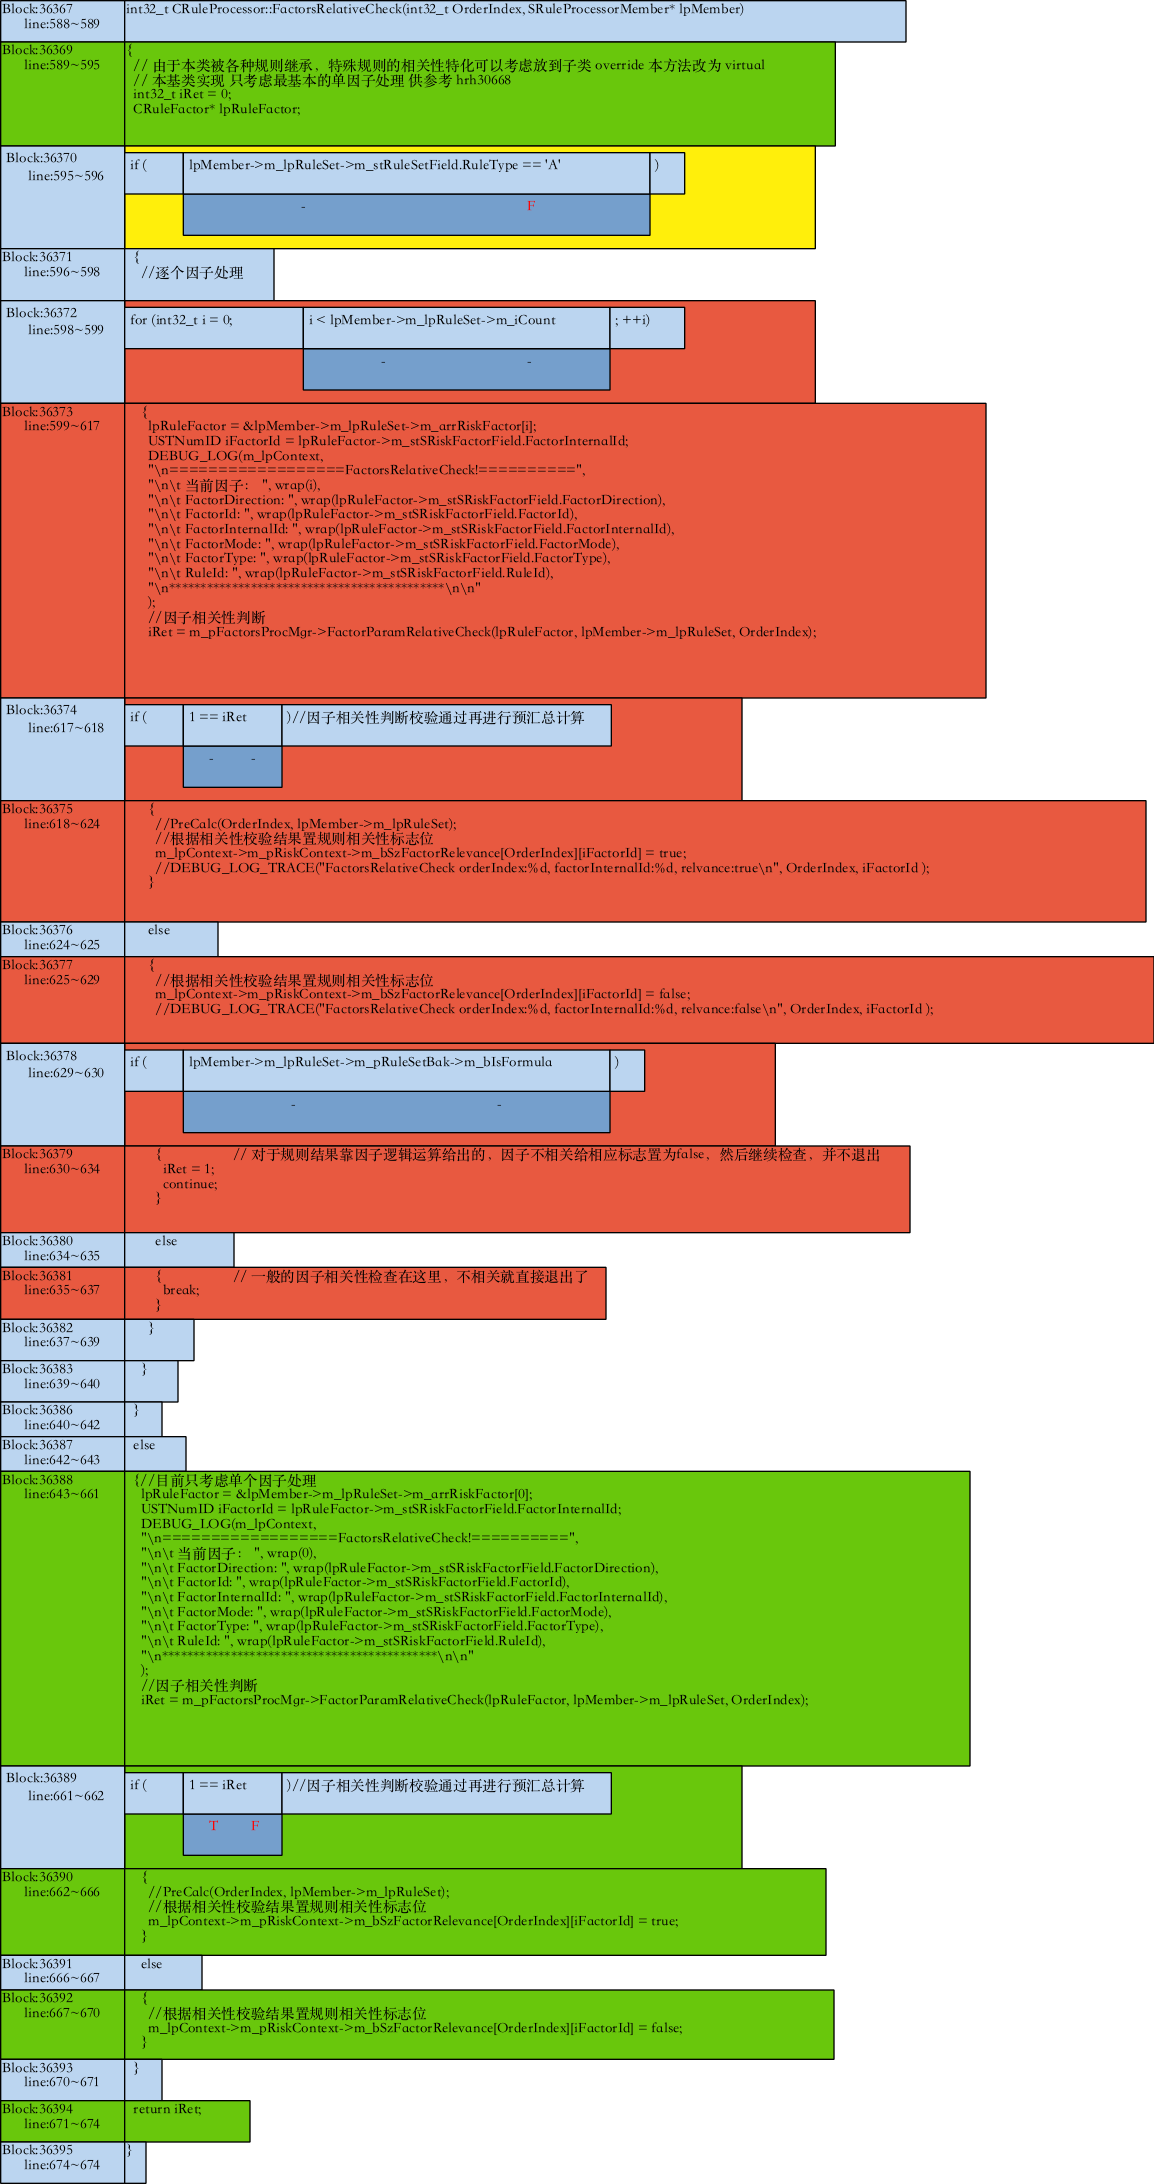 Block:36367
line:588~589
int32_t CRuleProcessor::FactorsRelativeCheck(int32_t OrderIndex, SRuleProcessorMember* lpMember)
Block:36369
line:589~595
{
// 由于本类被各种规则继承，特殊规则的相关性特化可以考虑放到子类 override 本方法改为 virtual
// 本基类实现 只考虑最基本的单因子处理 供参考 hrh30668
int32_t iRet = 0;
CRuleFactor* lpRuleFactor;
Block:36370
line:595~596
if ( lpMember->m_lpRuleSet->m_stRuleSetField.RuleType == 'A' )
- F
Block:36371
line:596~598
{
//逐个因子处理
Block:36372
line:598~599
for (int32_t i = 0; i < lpMember->m_lpRuleSet->m_iCount ; ++i)
- -
Block:36373
line:599~617
{
lpRuleFactor = &lpMember->m_lpRuleSet->m_arrRiskFactor[i];
USTNumID iFactorId = lpRuleFactor->m_stSRiskFactorField.FactorInternalId;
DEBUG_LOG(m_lpContext,
"\n==================FactorsRelativeCheck!==========",
"\n\t 当前因子： ", wrap(i),
"\n\t FactorDirection: ", wrap(lpRuleFactor->m_stSRiskFactorField.FactorDirection),
"\n\t FactorId: ", wrap(lpRuleFactor->m_stSRiskFactorField.FactorId),
"\n\t FactorInternalId: ", wrap(lpRuleFactor->m_stSRiskFactorField.FactorInternalId),
"\n\t FactorMode: ", wrap(lpRuleFactor->m_stSRiskFactorField.FactorMode),
"\n\t FactorType: ", wrap(lpRuleFactor->m_stSRiskFactorField.FactorType),
"\n\t RuleId: ", wrap(lpRuleFactor->m_stSRiskFactorField.RuleId),
"\n********************************************\n\n"
);
//因子相关性判断
iRet = m_pFactorsProcMgr->FactorParamRelativeCheck(lpRuleFactor, lpMember->m_lpRuleSet, OrderIndex);
Block:36374
line:617~618
if ( 1 == iRet )//因子相关性判断校验通过再进行预汇总计算
- -
Block:36375
line:618~624
{
//PreCalc(OrderIndex, lpMember->m_lpRuleSet);
//根据相关性校验结果置规则相关性标志位
m_lpContext->m_pRiskContext->m_bSzFactorRelevance[OrderIndex][iFactorId] = true;
//DEBUG_LOG_TRACE("FactorsRelativeCheck orderIndex:%d, factorInternalId:%d, relvance:true\n", OrderIndex, iFactorId );
}
Block:36376
line:624~625
else
Block:36377
line:625~629
{
//根据相关性校验结果置规则相关性标志位
m_lpContext->m_pRiskContext->m_bSzFactorRelevance[OrderIndex][iFactorId] = false;
//DEBUG_LOG_TRACE("FactorsRelativeCheck orderIndex:%d, factorInternalId:%d, relvance:false\n", OrderIndex, iFactorId );
Block:36378
line:629~630
if ( lpMember->m_lpRuleSet->m_pRuleSetBak->m_bIsFormula )
- -
Block:36379
line:630~634
{ // 对于规则结果靠因子逻辑运算给出的，因子不相关给相应标志置为false，然后继续检查，并不退出
iRet = 1;
continue;
}
Block:36380
line:634~635
else
Block:36381
line:635~637
{ // 一般的因子相关性检查在这里，不相关就直接退出了
break;
}
Block:36382
line:637~639
}
Block:36383
line:639~640
}
Block:36386
line:640~642
}
Block:36387
line:642~643
else
Block:36388
line:643~661
{//目前只考虑单个因子处理
lpRuleFactor = &lpMember->m_lpRuleSet->m_arrRiskFactor[0];
USTNumID iFactorId = lpRuleFactor->m_stSRiskFactorField.FactorInternalId;
DEBUG_LOG(m_lpContext,
"\n==================FactorsRelativeCheck!==========",
"\n\t 当前因子： ", wrap(0),
"\n\t FactorDirection: ", wrap(lpRuleFactor->m_stSRiskFactorField.FactorDirection),
"\n\t FactorId: ", wrap(lpRuleFactor->m_stSRiskFactorField.FactorId),
"\n\t FactorInternalId: ", wrap(lpRuleFactor->m_stSRiskFactorField.FactorInternalId),
"\n\t FactorMode: ", wrap(lpRuleFactor->m_stSRiskFactorField.FactorMode),
"\n\t FactorType: ", wrap(lpRuleFactor->m_stSRiskFactorField.FactorType),
"\n\t RuleId: ", wrap(lpRuleFactor->m_stSRiskFactorField.RuleId),
"\n********************************************\n\n"
);
//因子相关性判断
iRet = m_pFactorsProcMgr->FactorParamRelativeCheck(lpRuleFactor, lpMember->m_lpRuleSet, OrderIndex);
Block:36389
line:661~662
if ( 1 == iRet )//因子相关性判断校验通过再进行预汇总计算
T F
Block:36390
line:662~666
{
//PreCalc(OrderIndex, lpMember->m_lpRuleSet);
//根据相关性校验结果置规则相关性标志位
m_lpContext->m_pRiskContext->m_bSzFactorRelevance[OrderIndex][iFactorId] = true;
}
Block:36391
line:666~667
else
Block:36392
line:667~670
{
//根据相关性校验结果置规则相关性标志位
m_lpContext->m_pRiskContext->m_bSzFactorRelevance[OrderIndex][iFactorId] = false;
}
Block:36393
line:670~671
}
Block:36394
line:671~674
return iRet;
Block:36395
line:674~674
}